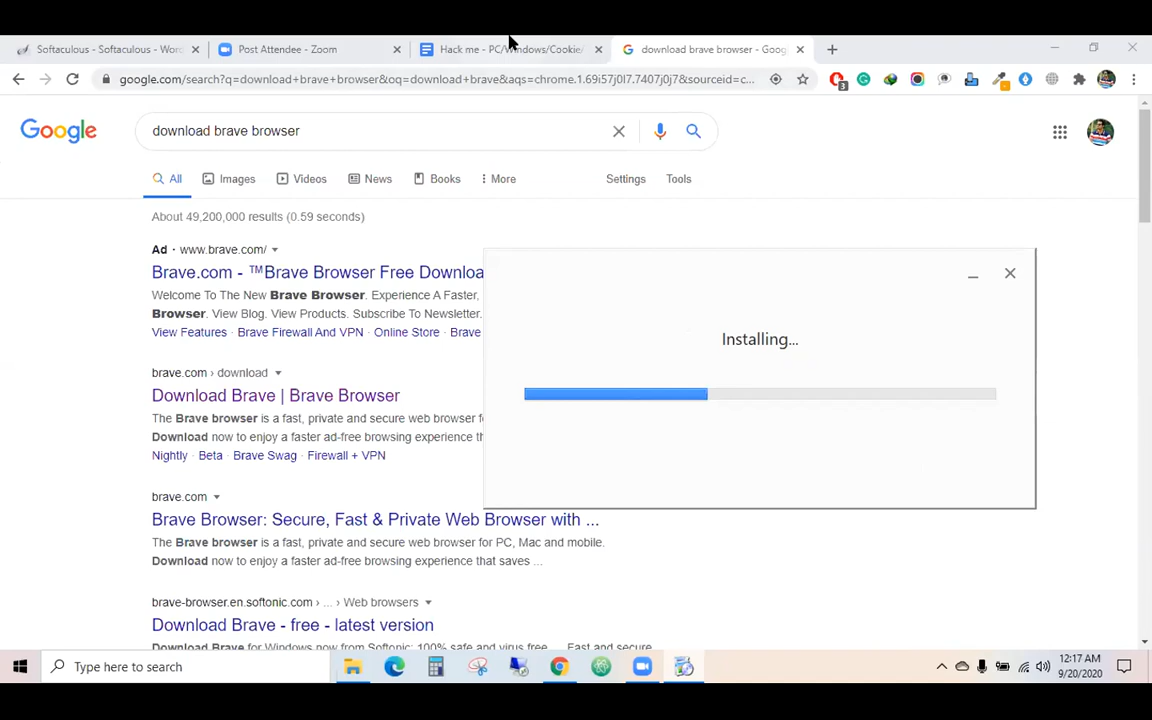 Softaculous - Softaculous - Wor
Post Attendee - Zoom
Hack me - PC/Windows/Cookie/
download brave browser - Goog
google.com/search?q=download+brave+browser&oq=download+brave&aqs=chrome.1.69i57j0l7.7407j0j7&sourceid=c...
3
Google
download brave browser
All
Images
Videos
News
Books
More
Settings
Tools
About 49,200,000 results (0.59 seconds)
Ad · www.brave.com/
Brave.com - ™Brave Browser Free Downloa
Welcome To The New Brave Browser. Experience A Faster,
Browser. View Blog. View Products. Subscribe To Newsletter.
View Features · Brave Firewall And VPN · Online Store · Brave
Installing...
brave.com › download
Download Brave | Brave Browser
The Brave browser is a fast, private and secure web browser f
Download now to enjoy a faster ad-free browsing experience th
Nightly · Beta · Brave Swag · Firewall + VPN
brave.com
Brave Browser: Secure, Fast & Private Web Browser with ...
The Brave browser is a fast, private and secure web browser for PC, Mac and mobile.
Download now to enjoy a faster ad-free browsing experience that saves ...
brave-browser.en.softonic.com › ... › Web browsers
Download Brave - free - latest version
Download Brave for Windows now from Softonic: 100% safe and virus free. Fast and secure
Type here to search
12:17 AM
9/20/2020